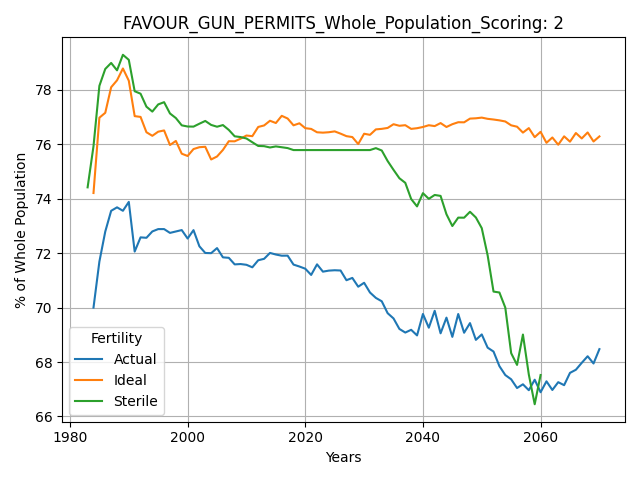 FAVOUR_GUN_PERMITS_Whole_Population_Scoring: 2
% of Whole Population
78
76
74
72
70
68
66
Fertility
Actual
Ideal
Sterile
1980
2000
2020
2040
2060
Years